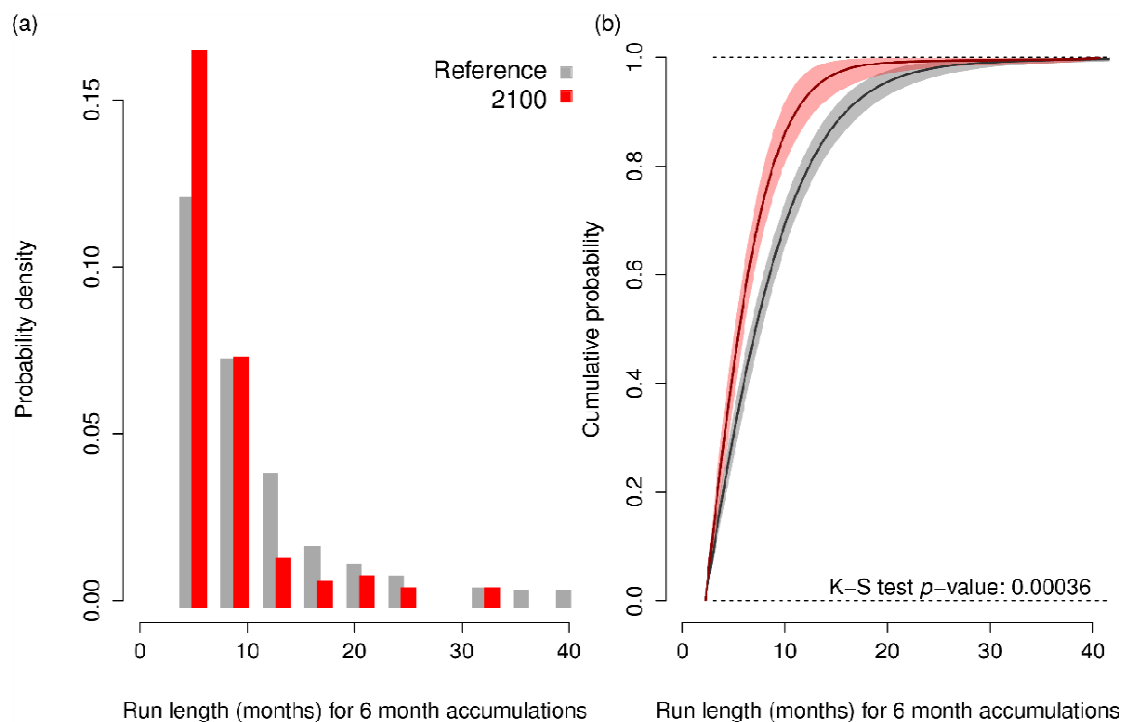 (a)
Reference
2100
Probability density
0.15
0.10
0.05
0.00
0 10 20 30 40
Run length (months) for 6 month accumulations
(b)
Cumulative probability
1.0
0.8
0.6
0.4
0.2
0.0
K−S test p−value: 0.00036
0 10 20 30 40
Run length (months) for 6 month accumulations